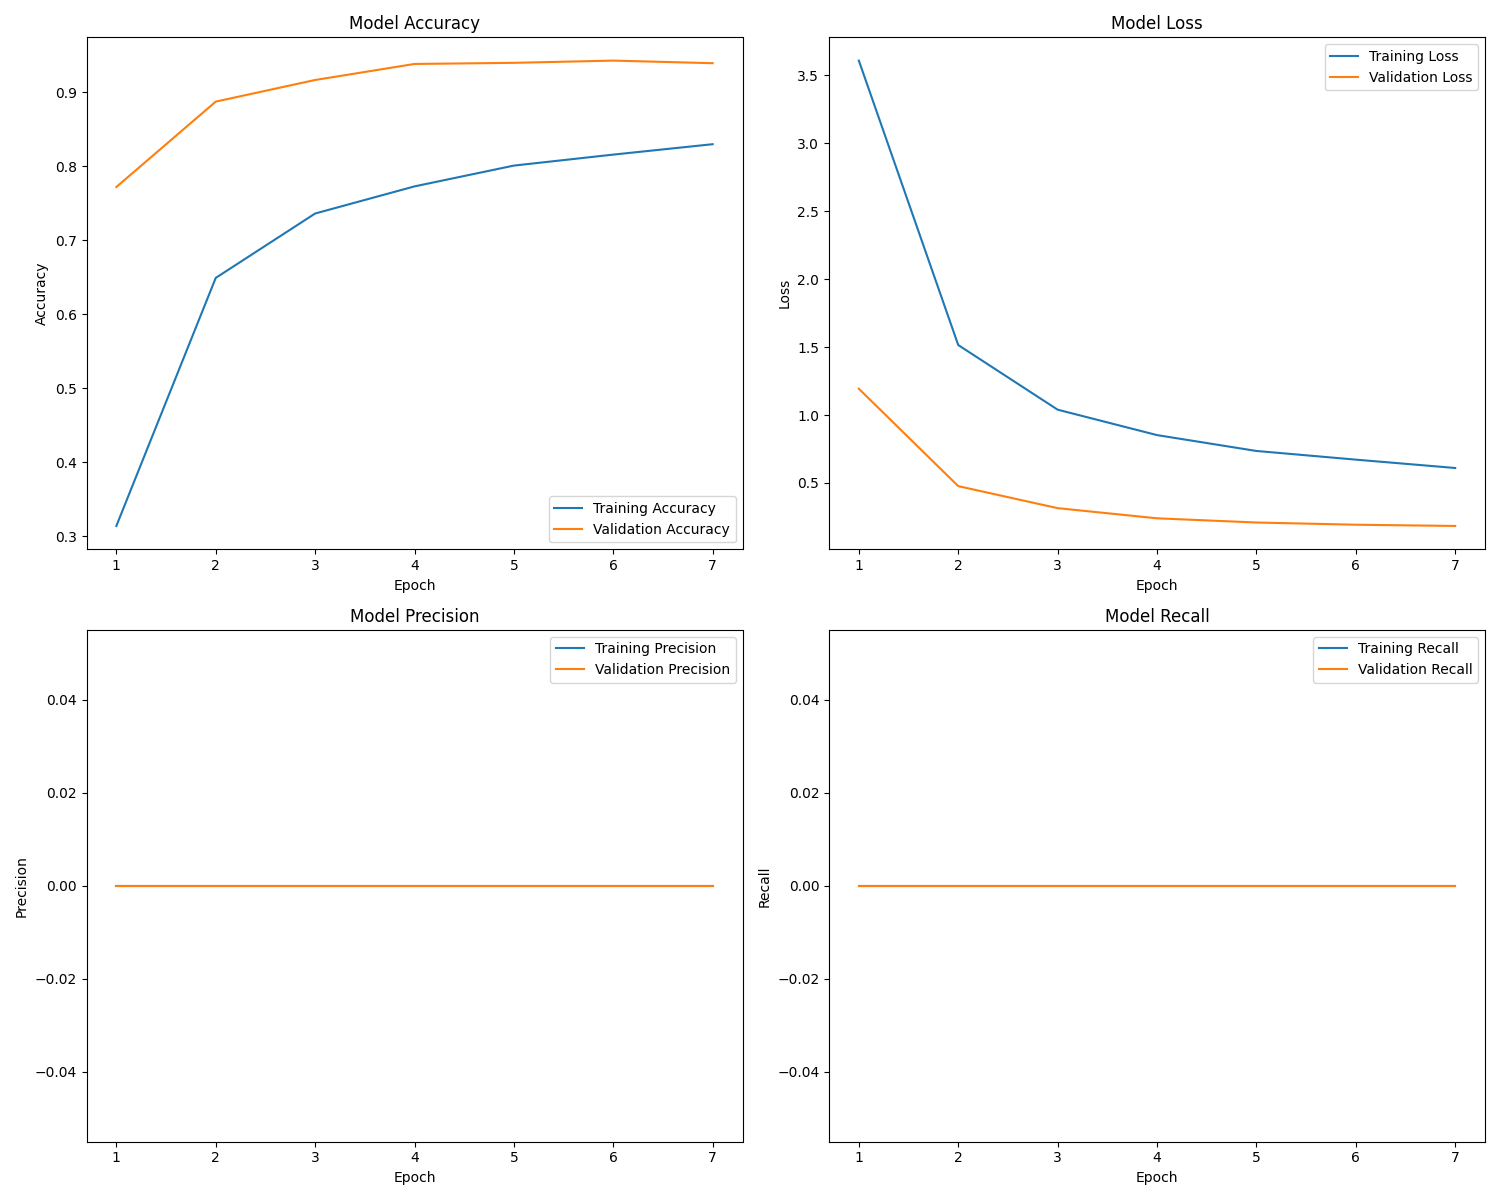 Model Accuracy
0.9
0.8
0.7
0.6
0.5
0.4
0.3
Accuracy
Training Accuracy
Validation Accuracy
1 2 3 4 5 6 7
Epoch
Model Loss
3.5
3.0
2.5
2.0
1.5
1.0
0.5
Loss
Training Loss
Validation Loss
1 2 3 4 5 6 7
Epoch
Model Precision
0.04
0.02
0.00
−0.02
−0.04
Precision
Training Precision
Validation Precision
1 2 3 4 5 6 7
Epoch
Model Recall
0.04
0.02
0.00
−0.02
−0.04
Recall
Training Recall
Validation Recall
1 2 3 4 5 6 7
Epoch